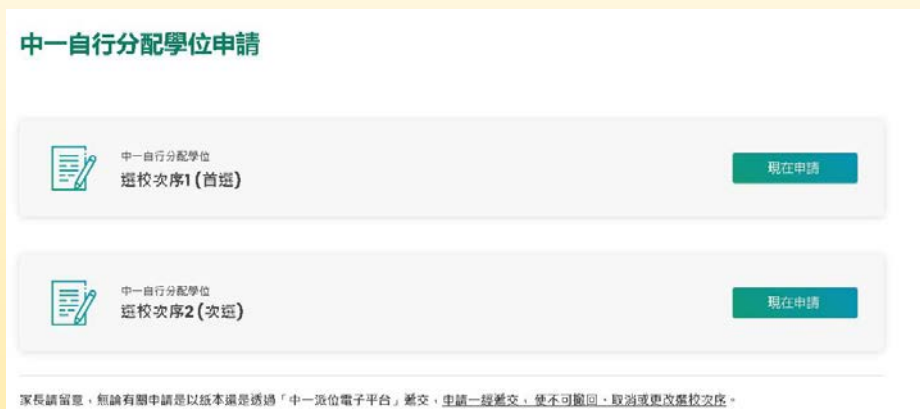 中一自行分配學位申請
中一自行分配學位
選校次序1 (首選)
現在申請
中一自行分配學位
選校次序2 (次選)
現在申請
家長請留意，無論有關申請是以紙本還是透過「中一派位電子平台」遞交，申請一經遞交，便不可撤回、取消或更改選校次序。